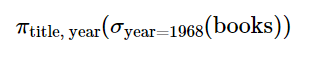 π_title, year(σ_year=1968(books))